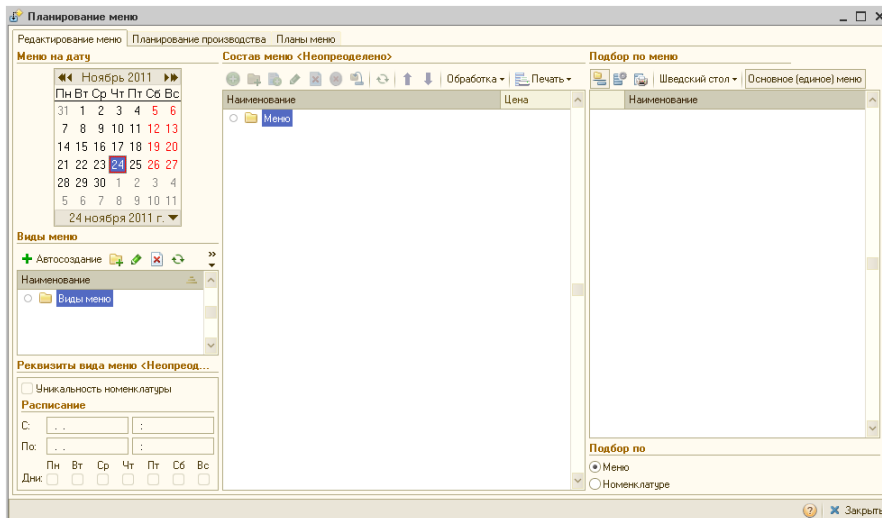 Планирование меню
Редактирование меню Планирование производства Планы меню
Меню на дату
Ноябрь 2011
Пн Вт Ср Чт Пт Сб Вс
31 1 2 3 4 5 6
7 8 9 10 11 12 13
14 15 16 17 18 19 20
21 22 23 24 25 26 27
28 29 30 1 2 3 4
5 6 7 8 9 10 11
24 ноября 2011 г.
Виды меню
Автосоздание
Наименование
Виды меню
Реквизиты вида меню <Неопреод...
Уникальность номенклатуры
Расписание
С: . . :
По: . . :
Пн Вт Ср Чт Пт Сб Вс
Дни:
Состав меню <Неопреоделено>
Обработка Печать
Наименование Цена
Меню
Подбор по меню
Шведский стол Основное (единое) меню
Наименование
Подбор по
Меню
Номенклатуре
? Закрыть